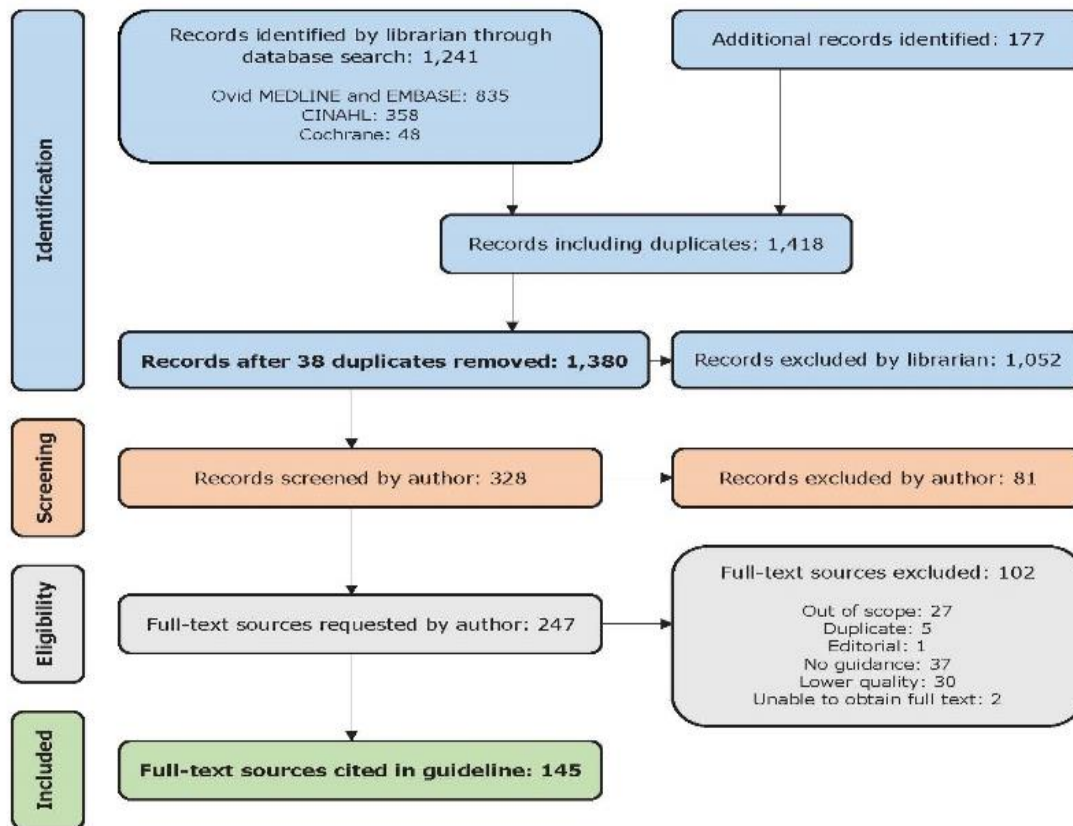 Identification
Records identified by librarian through
database search: 1,241
Ovid MEDLINE and EMBASE: 835
CINAHL: 358
Cochrane: 48
Additional records identified: 177
Records including duplicates: 1,418
Records after 38 duplicates removed: 1,380
Records excluded by librarian: 1,052
Screening
Records screened by author: 328
Records excluded by author: 81
Eligibility
Full-text sources requested by author: 247
Full-text sources excluded: 102
Out of scope: 27
Duplicate: 5
Editorial: 1
No guidance: 37
Lower quality: 30
Unable to obtain full text: 2
Included
Full-text sources cited in guideline: 145